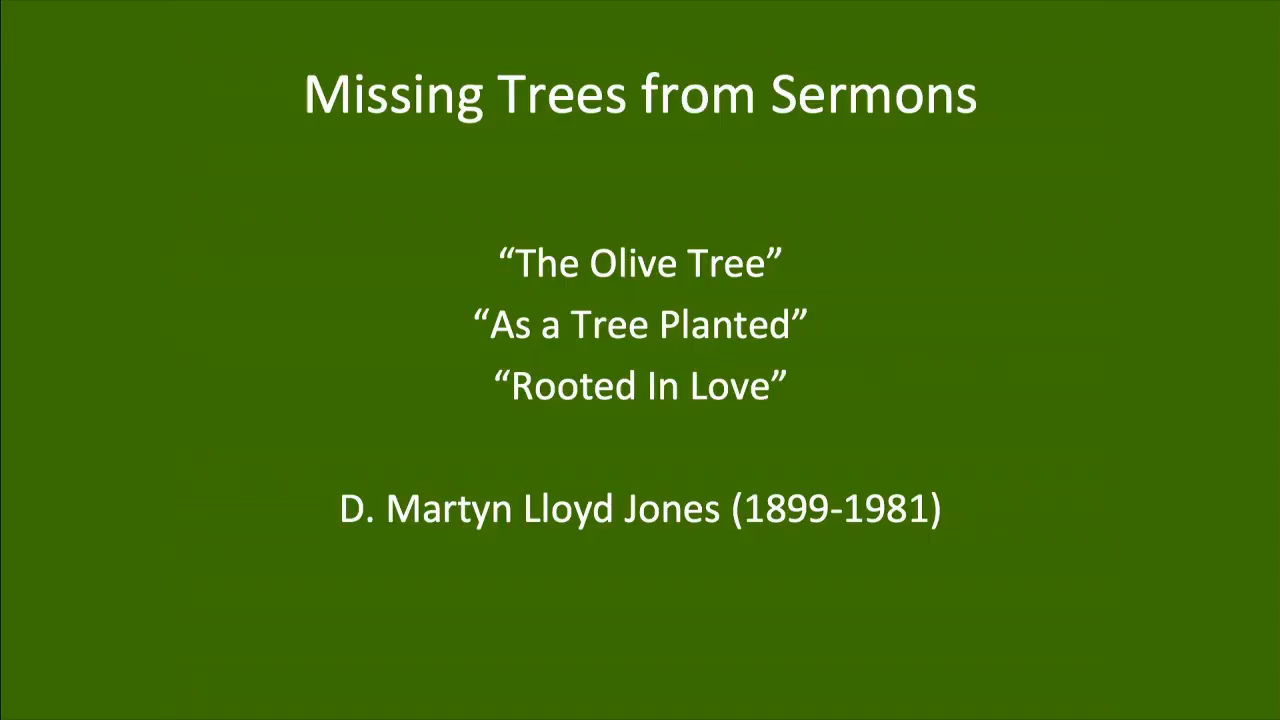 Missing Trees from Sermons
“The Olive Tree”
“As a Tree Planted”
“Rooted In Love”
D. Martyn Lloyd Jones (1899-1981)